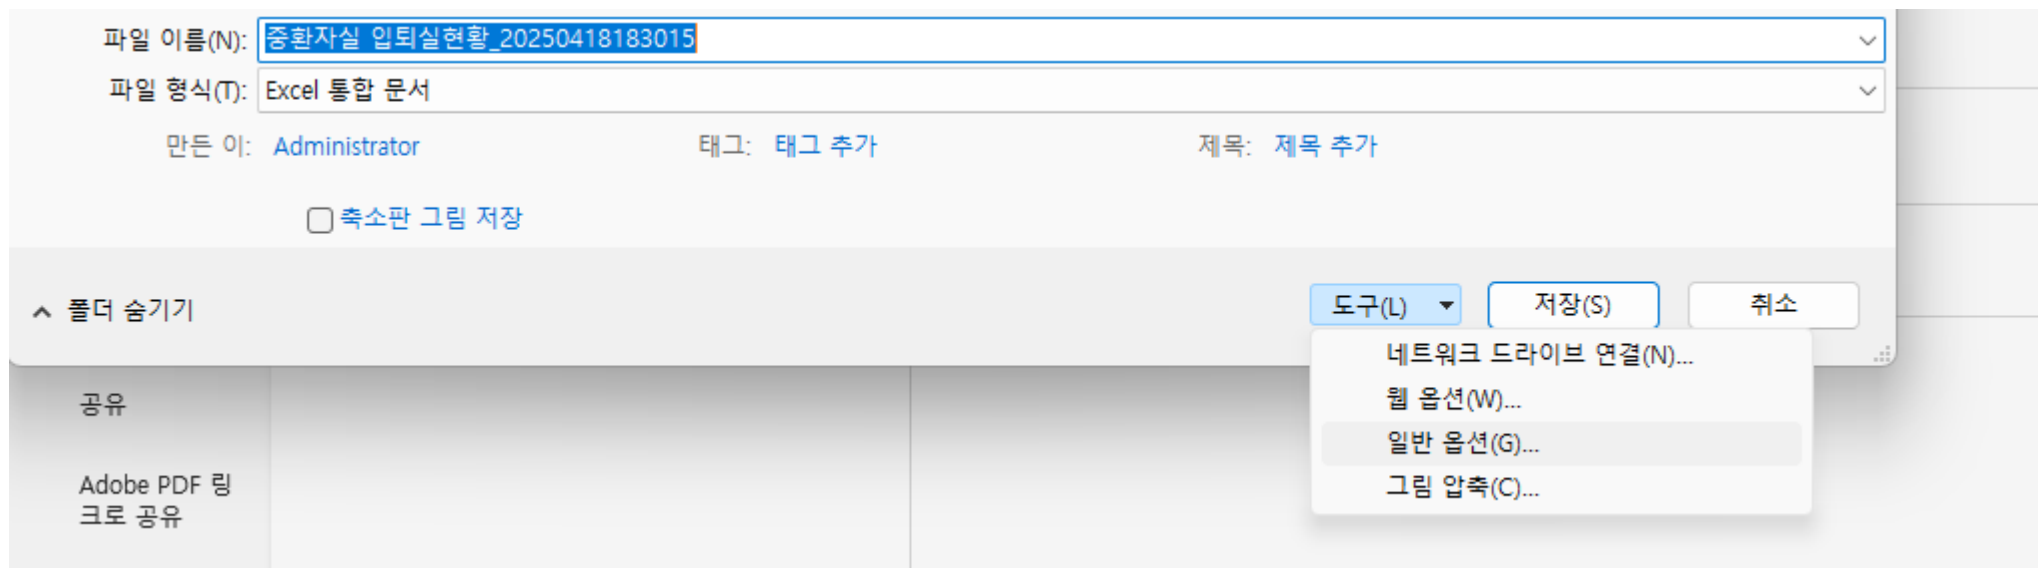 파일 이름(N): 중환자실 입퇴실현황_20250418183015
파일 형식(T): Excel 통합 문서
만든 이: Administrator 태그: 태그 추가 제목: 제목 추가
축소판 그림 저장
폴더 숨기기 도구(L) 저장(S) 취소
네트워크 드라이브 연결(N)...
웹 옵션(W)...
일반 옵션(G)...
그림 압축(C)...
공유
Adobe PDF 링
크로 공유